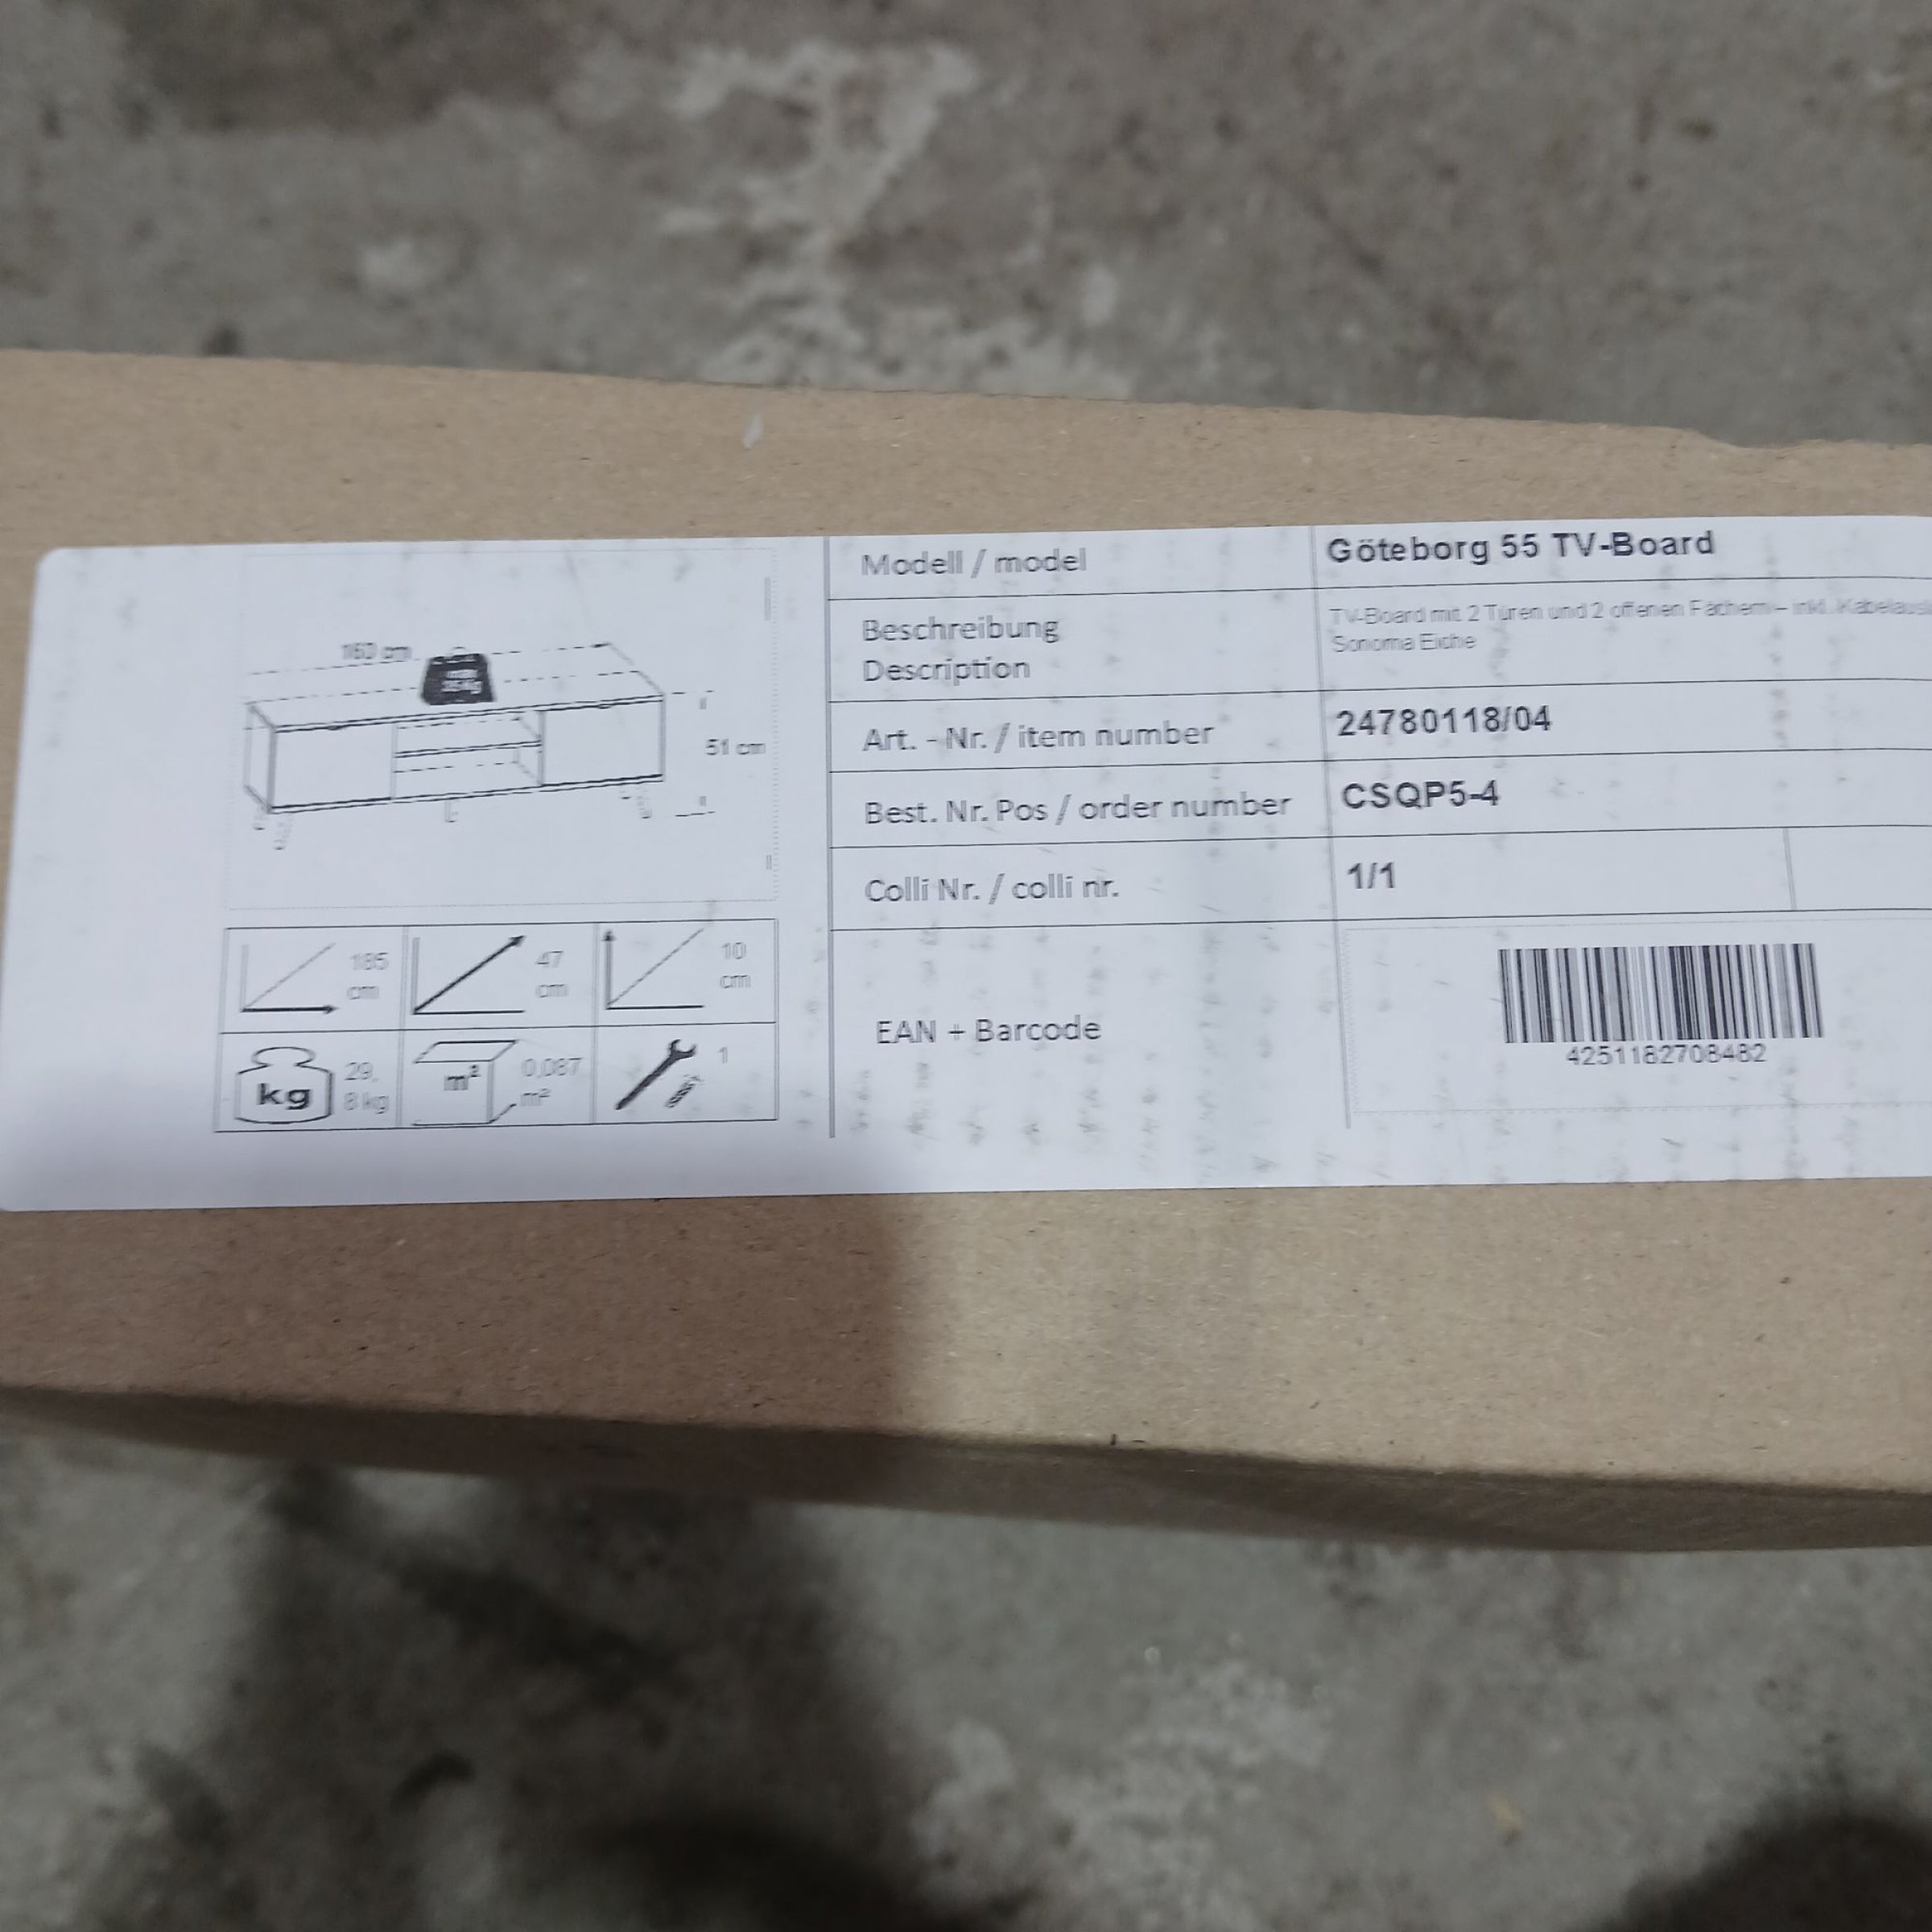 160 cm
51 cm
185
cm
47
cm
10
cm
kg
29,
8 kg
m²
0,087
m²
1
Modell / model
Göteborg 55 TV-Board
Beschreibung
Description
TV-Board mit 2 Türen und 2 offenen Fächern – inkl.
Sonoma Eiche
Art. - Nr. / item number
24780118/04
Best. Nr. Pos / order number
CSQP5-4
Colli Nr. / colli nr.
1/1
EAN + Barcode
4251182708482